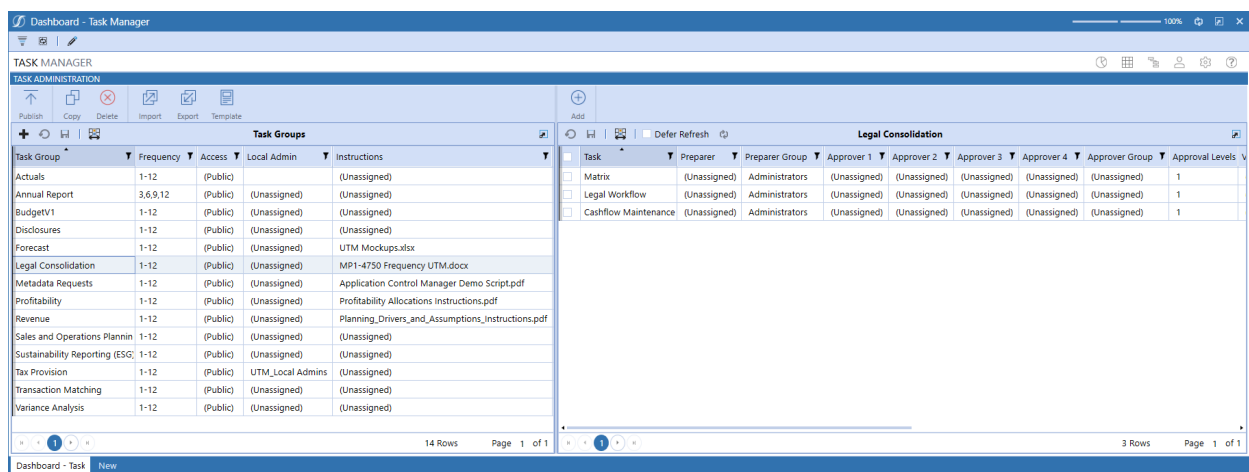 Dashboard - Task Manager 100%
TASK MANAGER
TASK ADMINISTRATION
Publish Copy Delete Import Export Template Add
Task Groups
Defer Refresh Legal Consolidation
Task Group Frequency Access Local Admin Instructions
Actuals 1-12 (Public) (Unassigned)
Annual Report 3,6,9,12 (Public) (Unassigned) (Unassigned)
BudgetV1 1-12 (Public) (Unassigned) (Unassigned)
Disclosures 1-12 (Public) (Unassigned) (Unassigned)
Forecast 1-12 (Public) (Unassigned) UTM Mockups.xlsx
Legal Consolidation 1-12 (Public) (Unassigned) MP1-4750 Frequency UTM.docx
Metadata Requests 1-12 (Public) (Unassigned) Application Control Manager Demo Script.pdf
Profitability 1-12 (Public) (Unassigned) Profitability Allocations Instructions.pdf
Revenue 1-12 (Public) (Unassigned) Planning_Drivers_and_Assumptions_Instructions.pdf
Sales and Operations Plannin 1-12 (Public) (Unassigned) (Unassigned)
Sustainability Reporting (ESG) 1-12 (Public) (Unassigned) (Unassigned)
Tax Provision 1-12 (Public) UTM_Local Admins (Unassigned)
Transaction Matching 1-12 (Public) (Unassigned) (Unassigned)
Variance Analysis 1-12 (Public) (Unassigned) (Unassigned)
1 14 Rows Page 1 of 1
Task Preparer Preparer Group Approver 1 Approver 2 Approver 3 Approver 4 Approver Group Approval Levels V
Matrix (Unassigned) Administrators (Unassigned) (Unassigned) (Unassigned) (Unassigned) (Unassigned) 1
Legal Workflow (Unassigned) Administrators (Unassigned) (Unassigned) (Unassigned) (Unassigned) (Unassigned) 1
Cashflow Maintenance (Unassigned) Administrators (Unassigned) (Unassigned) (Unassigned) (Unassigned) (Unassigned) 1
1 3 Rows Page 1 of 1
Dashboard - Task New